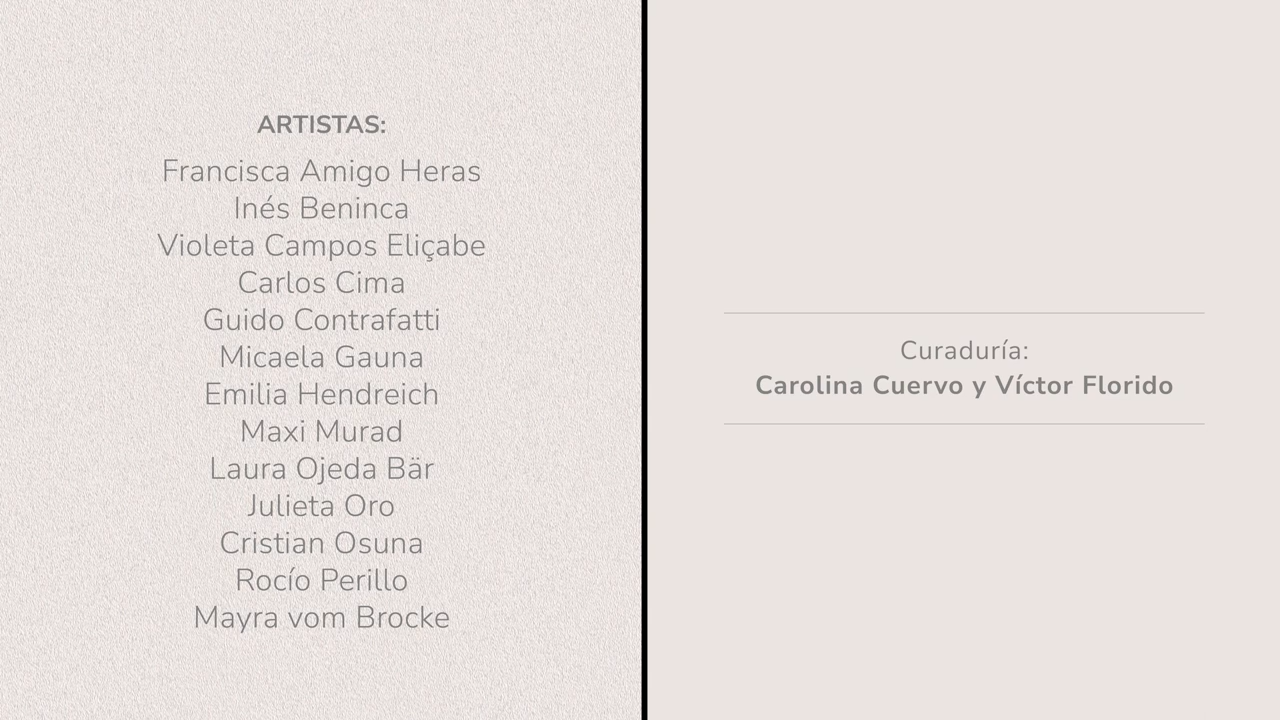 ARTISTAS:
Francisca Amigo Heras
Inés Beninca
Violeta Campos Eliçabe
Carlos Cima
Guido Contrafatti
Micaela Gauna
Emilia Hendreich
Maxi Murad
Laura Ojeda Bär
Julieta Oro
Cristian Osuna
Rocío Perillo
Mayra vom Brocke
Curaduría:
Carolina Cuervo y Víctor Florido